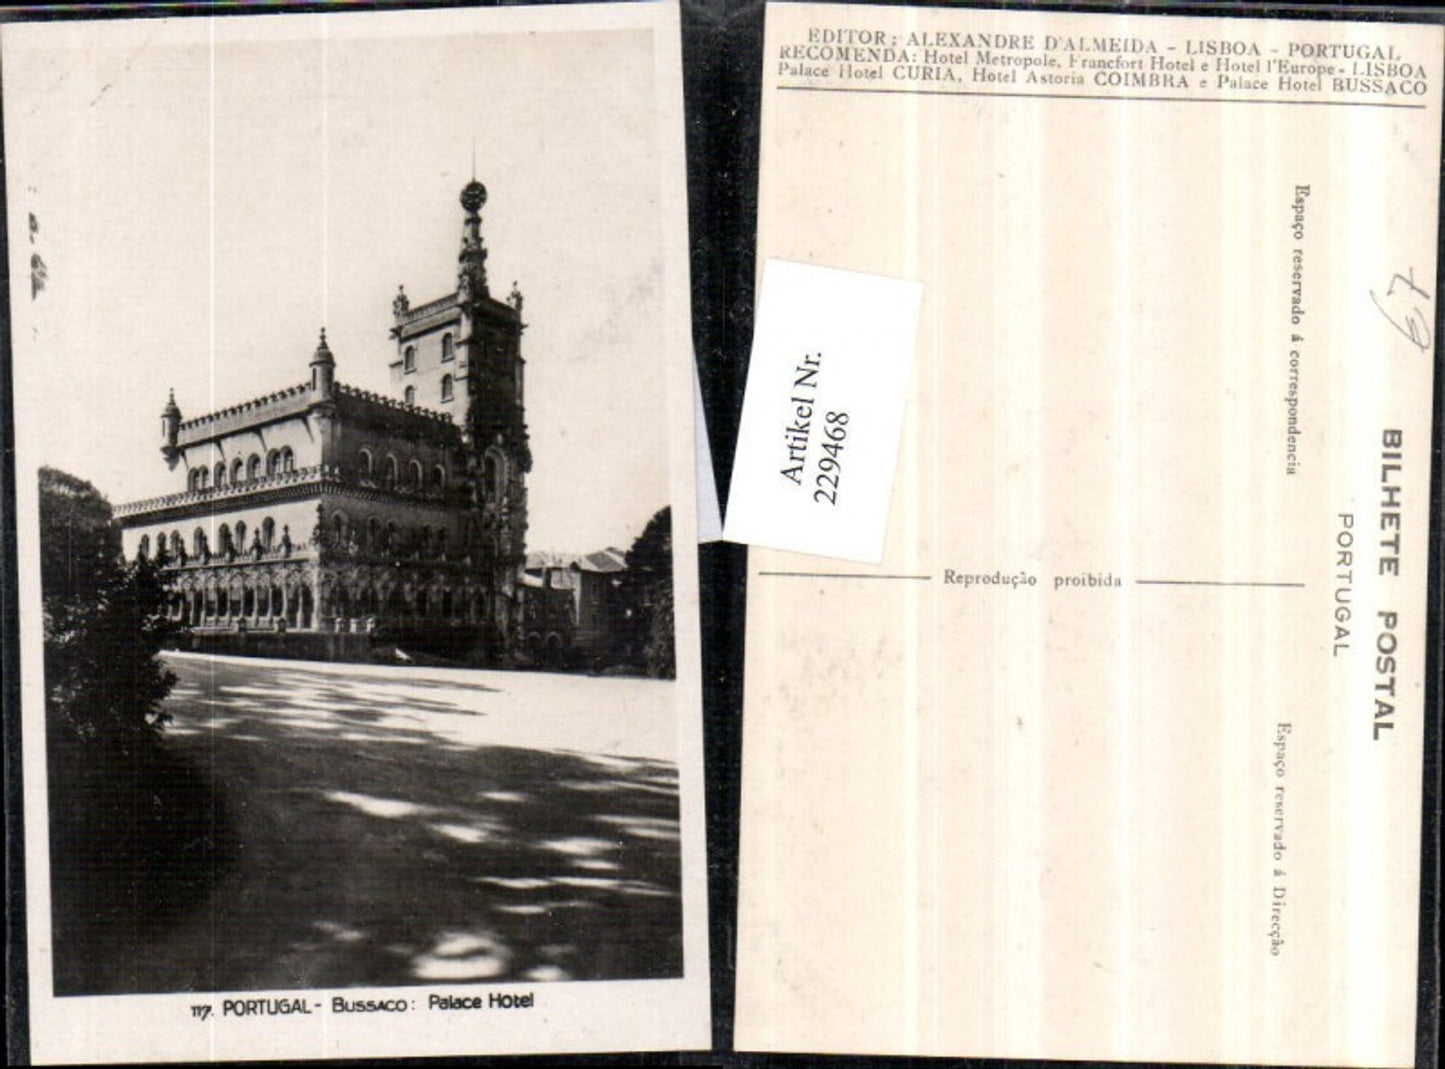 117. PORTUGAL - BUSSACO: Palace Hotel
EDITOR: ALEXANDRE D'ALMEIDA - LISBOA - PORTUGAL
RECOMENDA: Hotel Metropole, Francfort Hotel e Hotel l'Europe - LISBOA
Palace Hotel CURIA, Hotel Astoria COIMBRA e Palace Hotel BUSSACO
Artikel Nr.
229468
BILHETE POSTAL
PORTUGAL
Espaço reservado á correspondencia
Reprodução proibida
Espaço reservado á Direcção